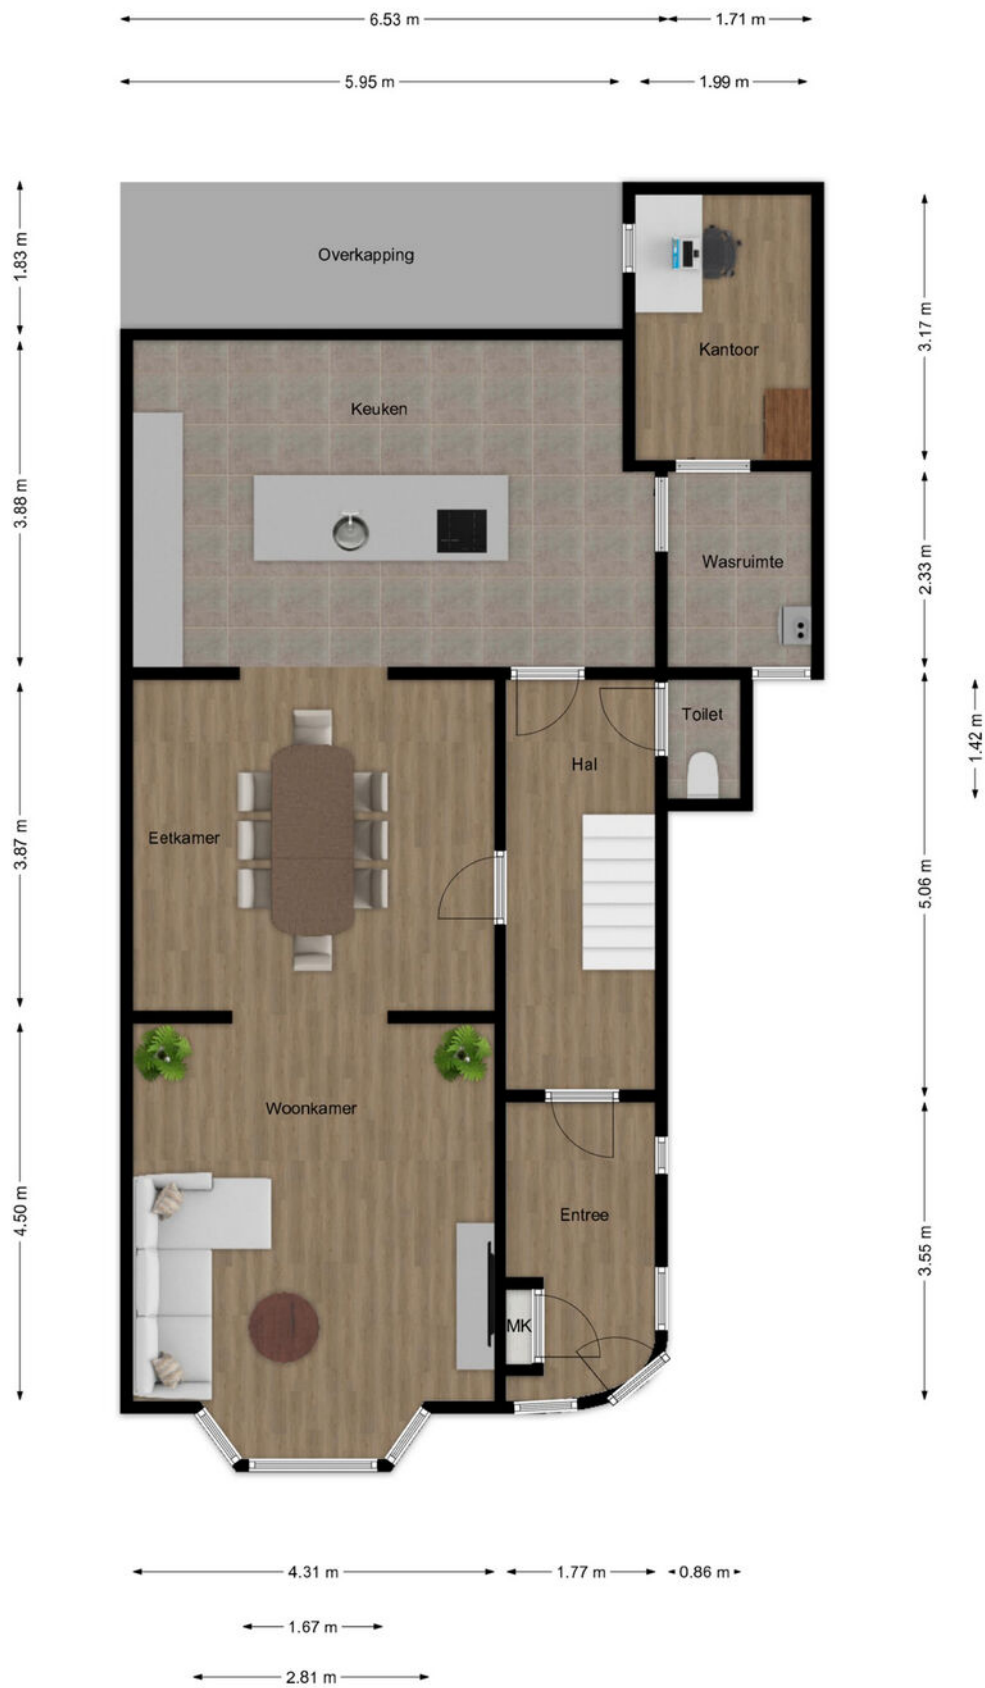 6.53 m
1.71 m
5.95 m
1.99 m
1.83 m
Overkapping
3.17 m
Kantoor
Keuken
3.88 m
2.33 m
Wasruimte
Toilet
1.42 m
Hal
Eetkamer
3.87 m
5.06 m
Woonkamer
4.50 m
Entree
3.55 m
MK
4.31 m
1.77 m
0.86 m
1.67 m
2.81 m